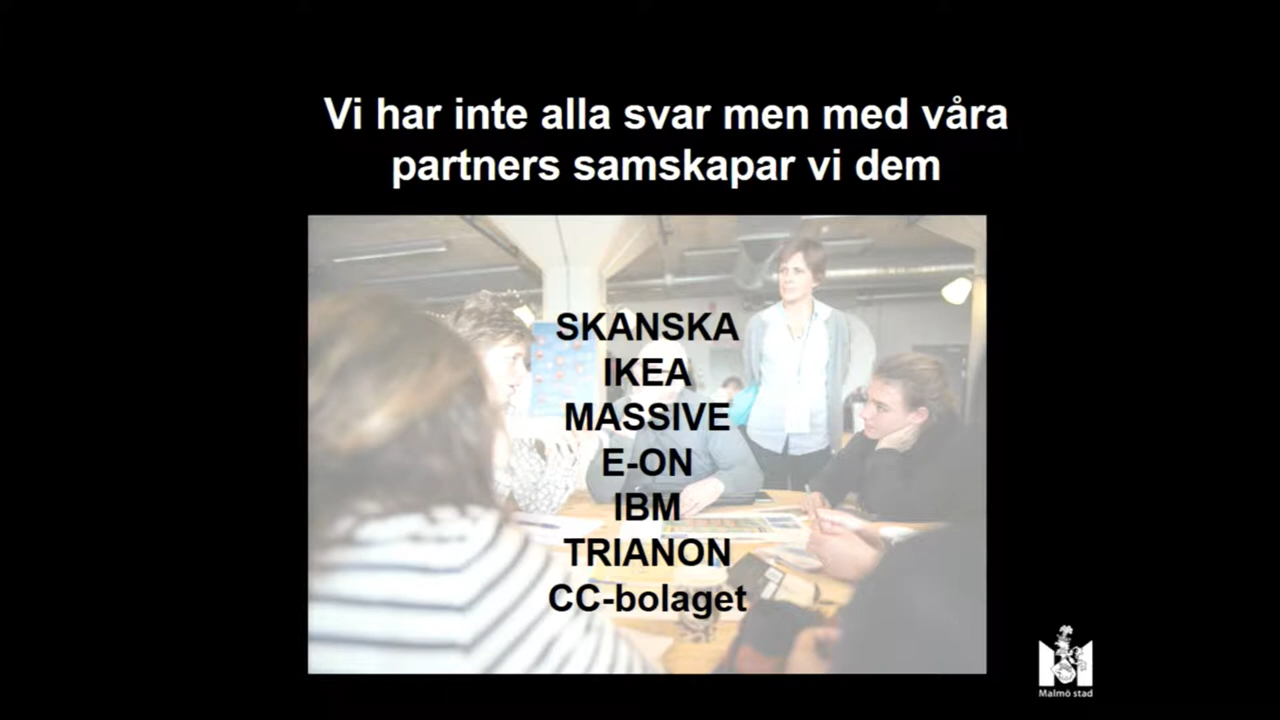 Vi har inte alla svar men med våra
partners samskapar vi dem
SKANSKA
IKEA
MASSIVE
E-ON
IBM
TRIANON
CC-bolaget
Malmö stad